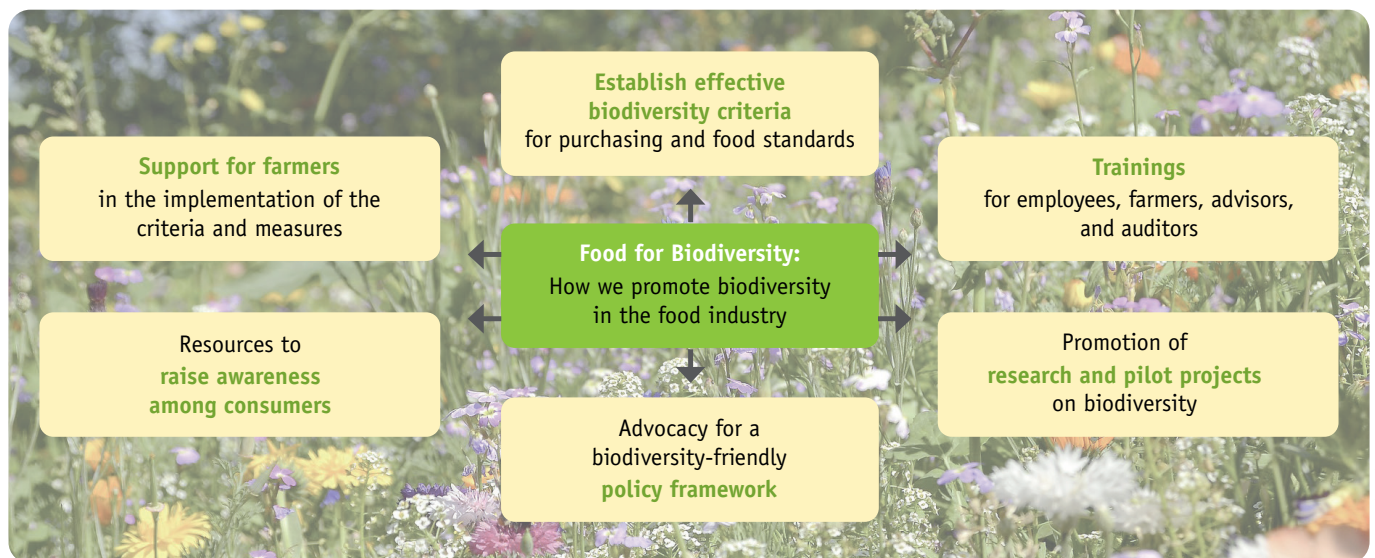 Establish effective
biodiversity criteria
for purchasing and food standards
Support for farmers
in the implementation of the
criteria and measures
Trainings
for employees, farmers, advisors,
and auditors
Food for Biodiversity:
How we promote biodiversity
in the food industry
Resources to
raise awareness
among consumers
Promotion of
research and pilot projects
on biodiversity
Advocacy for a
biodiversity-friendly
policy framework